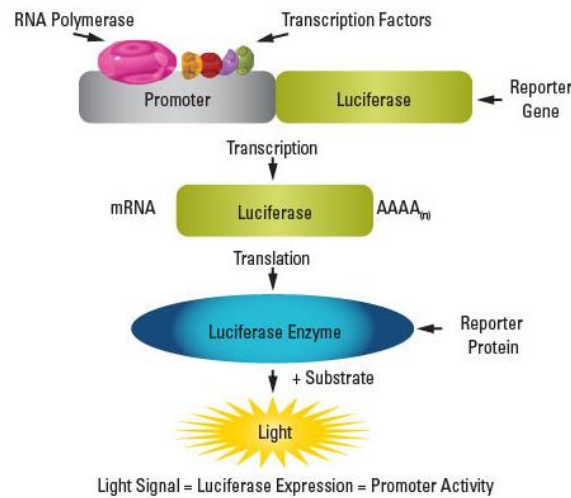 RNA Polymerase
Transcription Factors
Promoter
Luciferase
Reporter
Gene
Transcription
mRNA
Luciferase
AAAA(n)
Translation
Luciferase Enzyme
Reporter
Protein
+ Substrate
Light
Light Signal = Luciferase Expression = Promoter Activity